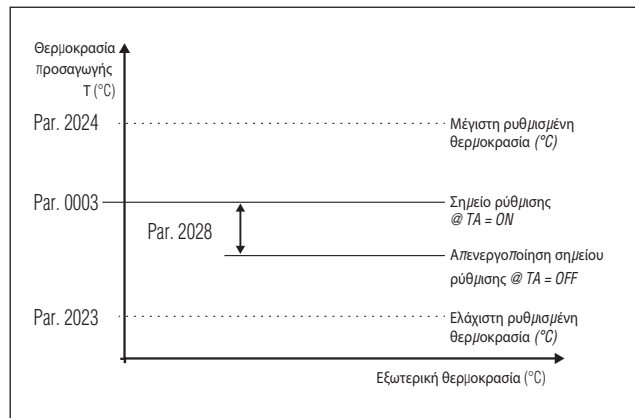 Θερμοκρασία
προσαγωγής
T (°C)
Par. 2024
Μέγιστη ρυθμισμένη
θερμοκρασία (°C)
Par. 0003
Σημείο ρύθμισης
@ TA = ON
Par. 2028
Απενεργοποίηση σημείου
ρύθμισης @ TA = OFF
Par. 2023
Ελάχιστη ρυθμισμένη
θερμοκρασία (°C)
Εξωτερική θερμοκρασία (°C)